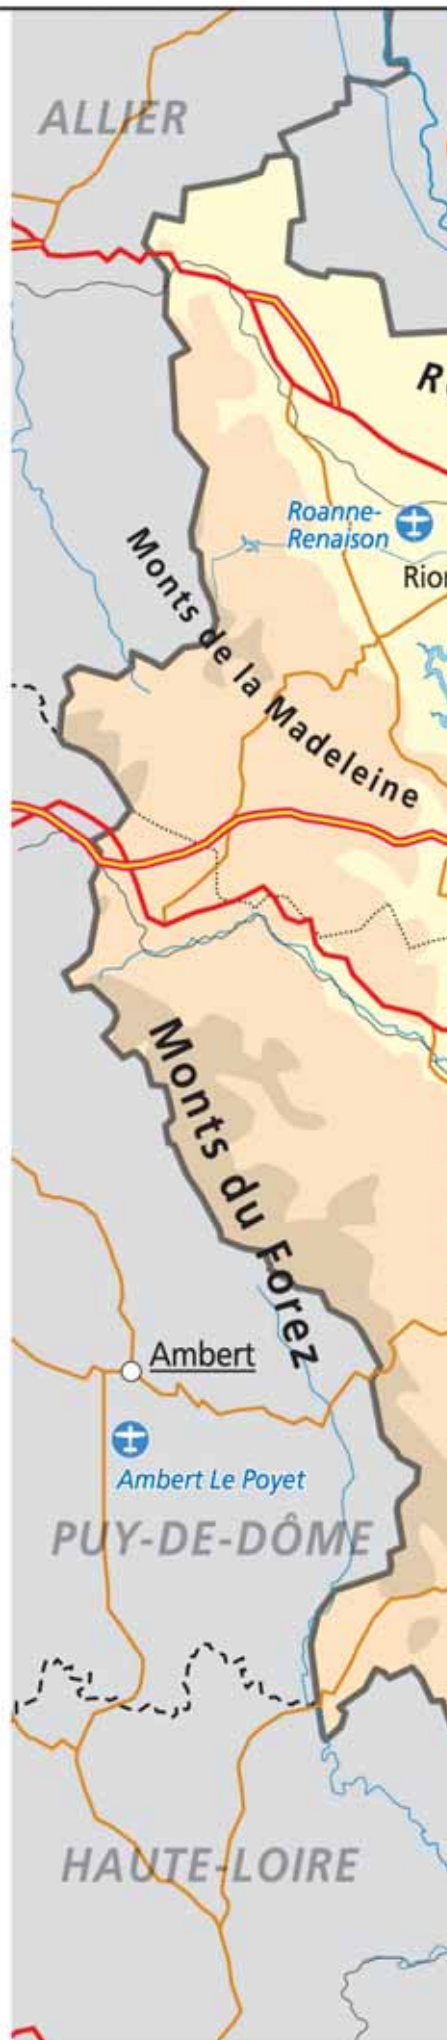 ALLIER
Roanne-
Renaison
Monts de la Madeleine
Monts du Forez
Ambert
Ambert Le Poyet
PUY-DE-DÔME
HAUTE-LOIRE